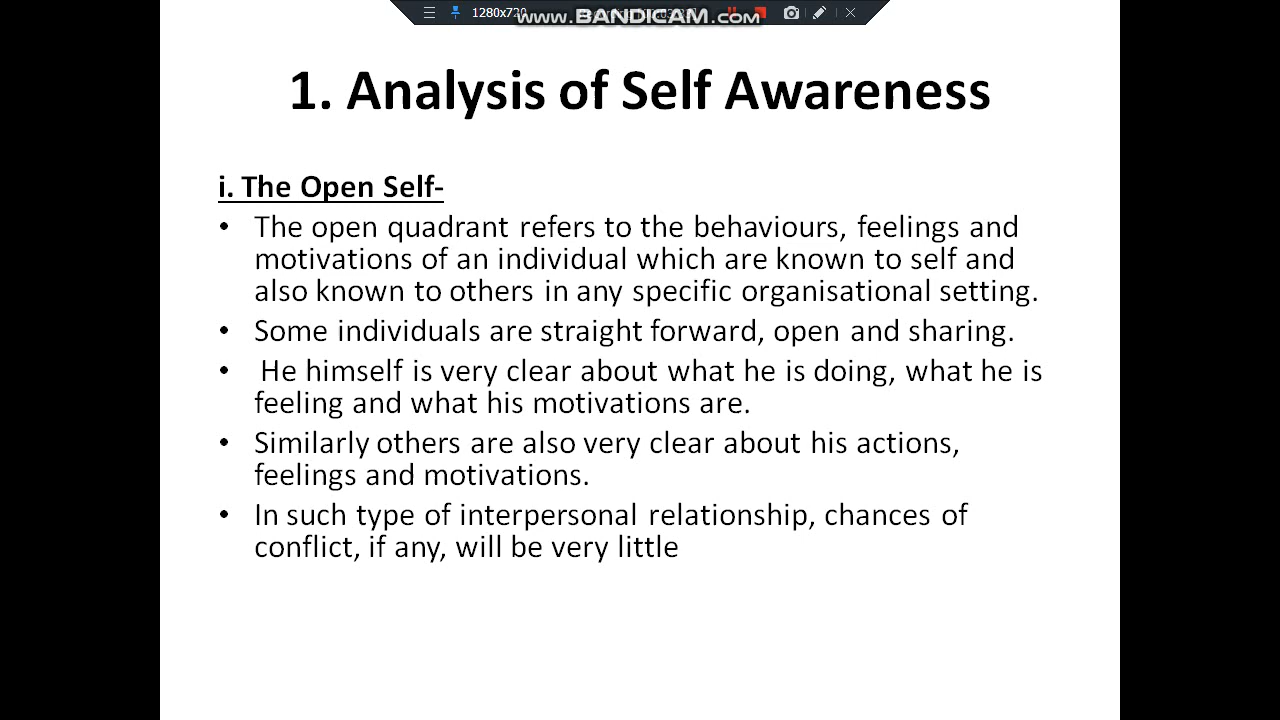 1280x720
www.BANDICAM.com
1. Analysis of Self Awareness
i. The Open Self-
• The open quadrant refers to the behaviours, feelings and
motivations of an individual which are known to self and
also known to others in any specific organisational setting.
• Some individuals are straight forward, open and sharing.
• He himself is very clear about what he is doing, what he is
feeling and what his motivations are.
• Similarly others are also very clear about his actions,
feelings and motivations.
• In such type of interpersonal relationship, chances of
conflict, if any, will be very little